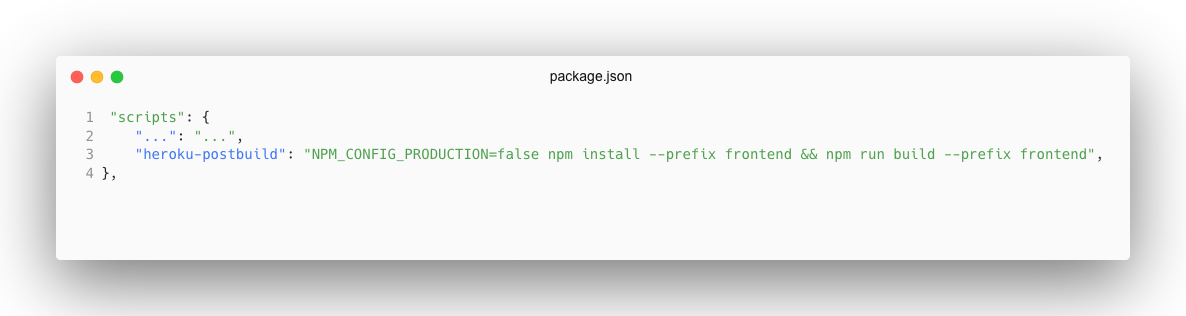 package.json
1 "scripts": {
2 "...": "...",
3 "heroku-postbuild": "NPM_CONFIG_PRODUCTION=false npm install --prefix frontend && npm run build --prefix frontend",
4 },